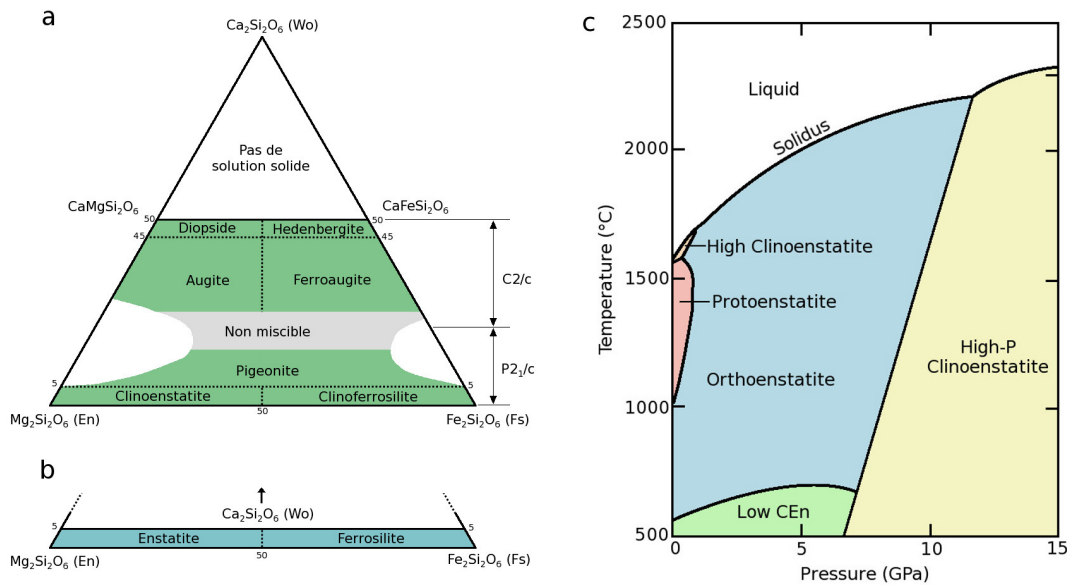 a
Ca₂Si₂O₆ (Wo)
Pas de
solution solide
CaMgSi₂O₆
50
50
CaFeSi₂O₆
45
45
Diopside
Hedenbergite
Augite
Ferroaugite
C2/c
Non miscible
Pigeonite
P2₁/c
5
5
Clinoenstatite
Clinoferrosilite
50
Mg₂Si₂O₆ (En)
Fe₂Si₂O₆ (Fs)
b
Ca₂Si₂O₆ (Wo)
5
5
Enstatite
Ferrosilite
50
Mg₂Si₂O₆ (En)
Fe₂Si₂O₆ (Fs)
c
2500
2000
1500
1000
500
Temperature (°C)
Liquid
Solidus
High Clinoenstatite
Protoenstatite
Orthoenstatite
High-P
Clinoenstatite
Low CEn
0
5
10
15
Pressure (GPa)